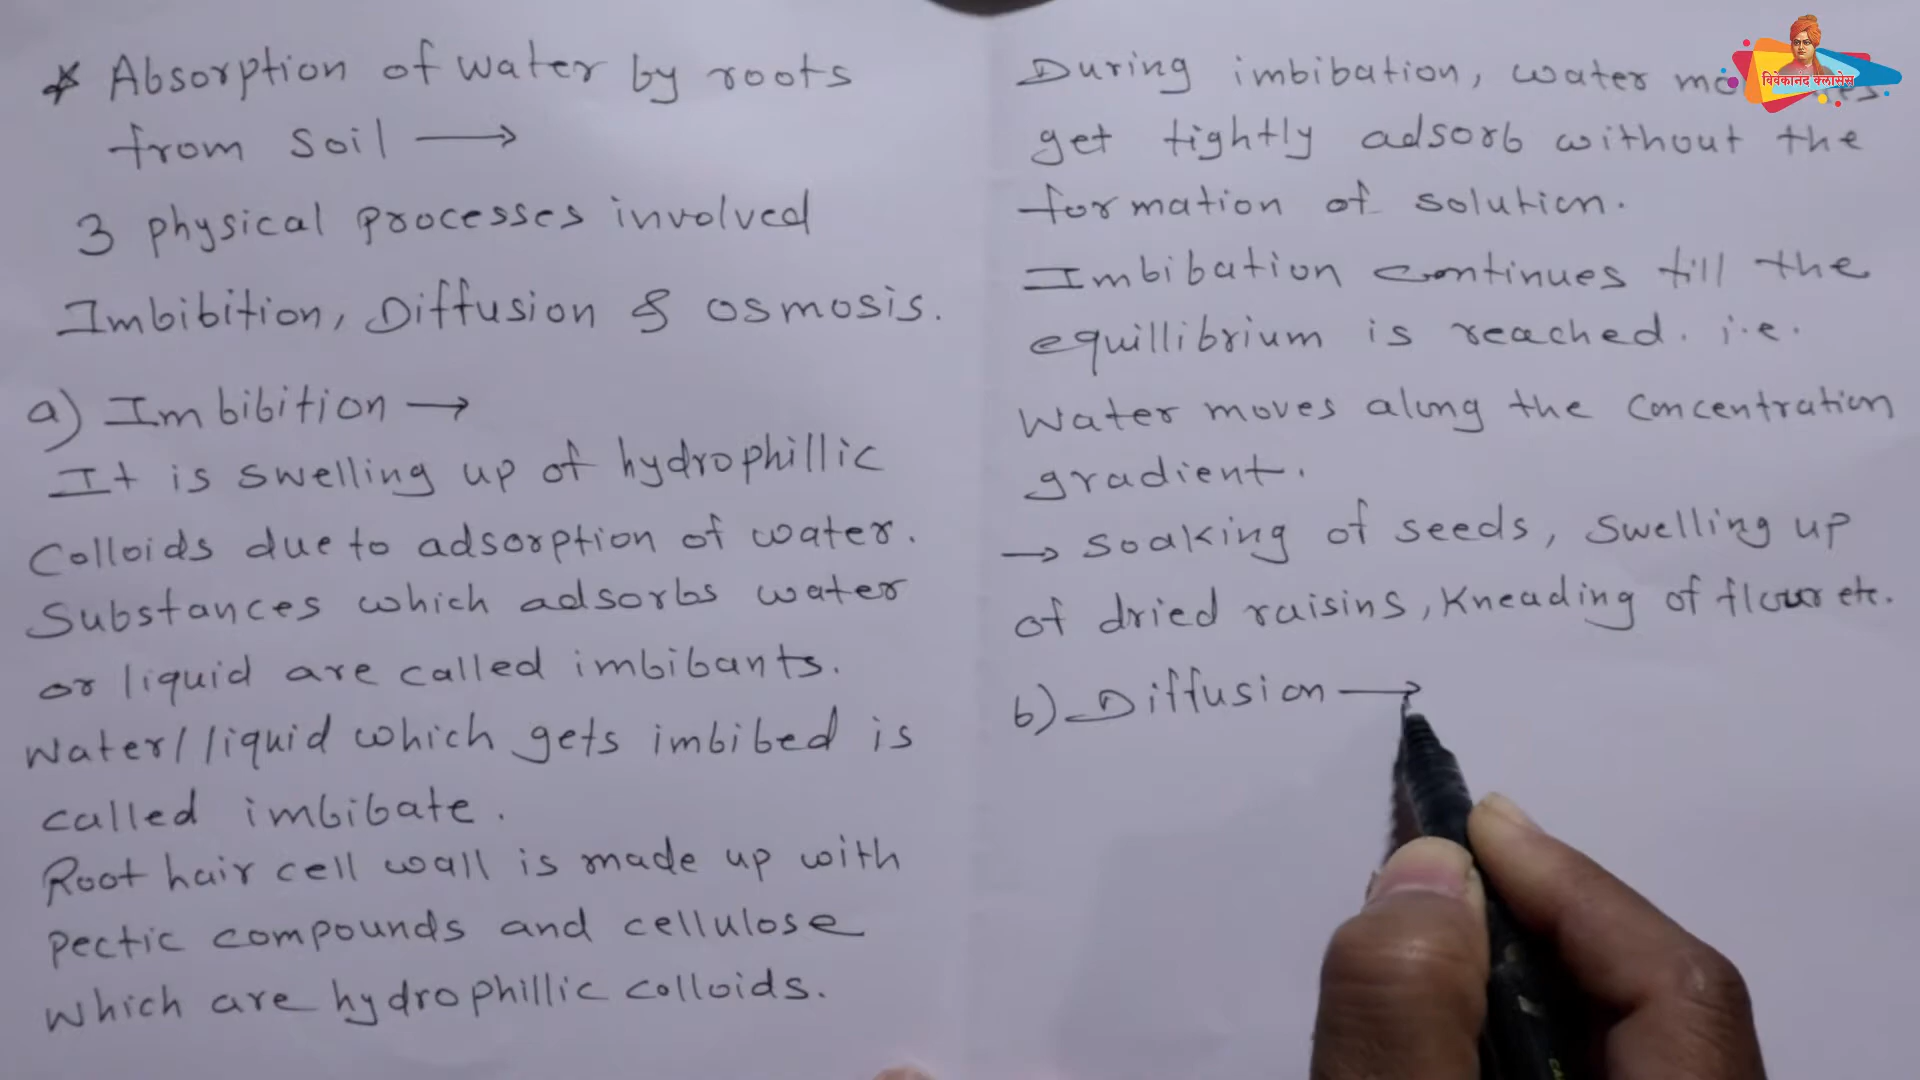 * Absorption of water by roots
from soil →
3 physical processes involved
Imbibition, Diffusion & osmosis.
a) Imbibition →
It is swelling up of hydrophillic
Colloids due to adsorption of water.
Substances which adsorbs water
or liquid are called imbibants.
Water/liquid which gets imbibed is
called imbibate.
Root hair cell wall is made up with
pectic compounds and cellulose
which are hydrophillic colloids.
During imbibation, water
get tightly adsorb without the
formation of solution.
Imbibation continues till the
equillibrium is reached. i.e.
Water moves along the concentration
gradient.
→ Soaking of seeds, swelling up
of dried raisins, Kneading of flour etc.
b) Diffusion →
विवेकानंद क्लासेस